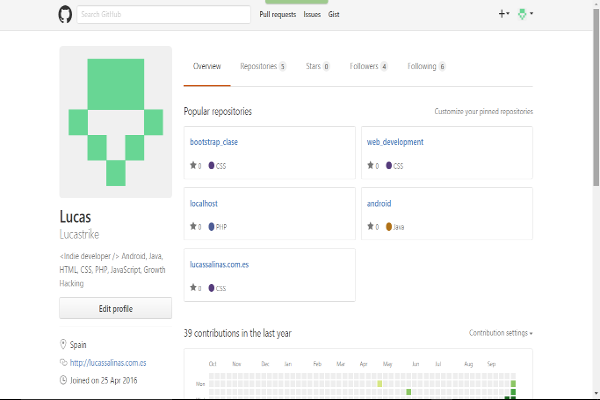 Search GitHub
Pull requests Issues Gist
Overview Repositories 5 Stars 0 Followers 4 Following 6
Popular repositories
Customize your pinned repositories
bootstrap_clase
0 CSS
web_development
0 CSS
localhost
0 PHP
android
0 Java
lucassalinas.com.es
0 CSS
Lucas
Lucastrike
<Indie developer /> Android, Java,
HTML, CSS, PHP, JavaScript, Growth
Hacking
Edit profile
Spain
http://lucassalinas.com.es
Joined on 25 Apr 2016
39 contributions in the last year
Contribution settings
Oct Nov Dec Jan Feb Mar Apr May Jun Jul Aug Sep
Mon